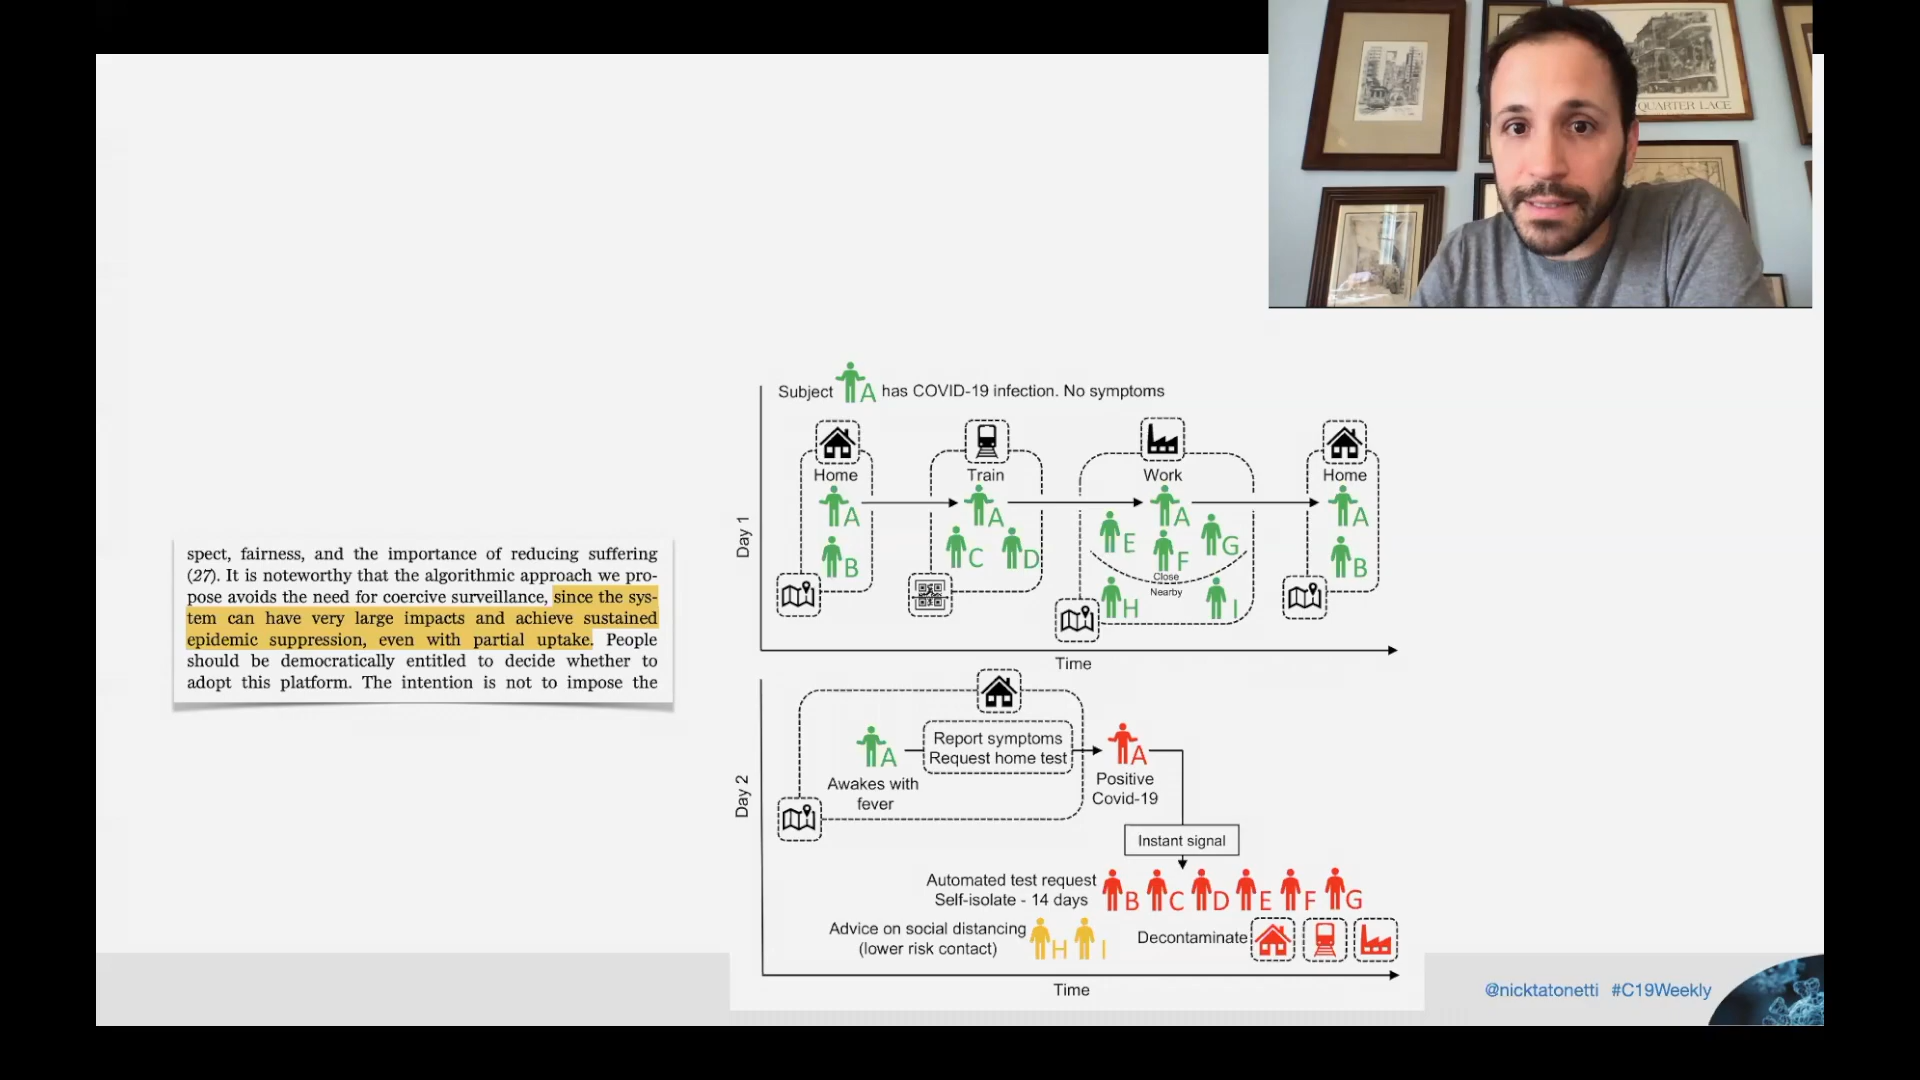 QUARTER LACE
spect, fairness, and the importance of reducing suffering
(27). It is noteworthy that the algorithmic approach we pro-
pose avoids the need for coercive surveillance, since the sys-
tem can have very large impacts and achieve sustained
epidemic suppression, even with partial uptake. People
should be democratically entitled to decide whether to
adopt this platform. The intention is not to impose the
Subject A has COVID-19 infection. No symptoms
Home
Train
Work
Home
A
A
A
A
B
C
D
E
F
G
B
Close
Nearby
H
I
Day 1
Time
A
Report symptoms
Request home test
A
Awakes with
fever
Positive
Covid-19
Day 2
Instant signal
Automated test request
Self-isolate - 14 days
B C D E F G
Advice on social distancing
(lower risk contact)
H I
Decontaminate
Time
@nicktatonetti #C19Weekly